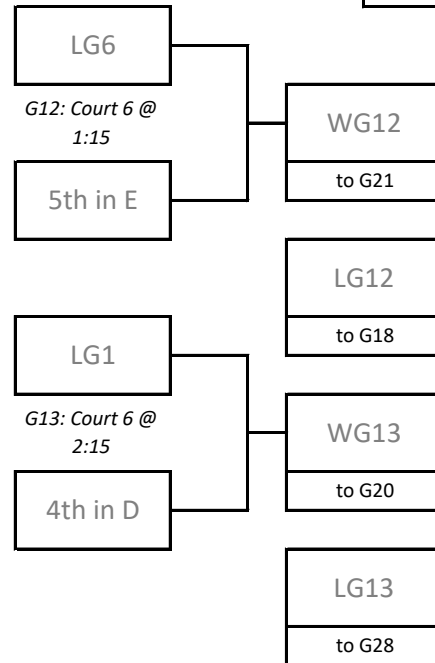 LG6
G12: Court 6 @
1:15
WG12
5th in E
to G21
LG12
to G18
LG1
G13: Court 6 @
2:15
WG13
4th in D
to G20
LG13
to G28